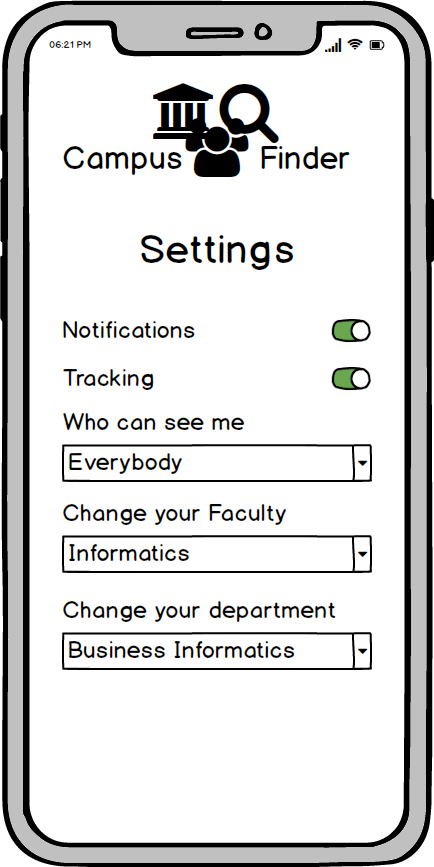 06:21 PM
Campus Finder
Settings
Notifications
Tracking
Who can see me
Everybody
Change your Faculty
Informatics
Change your department
Business Informatics